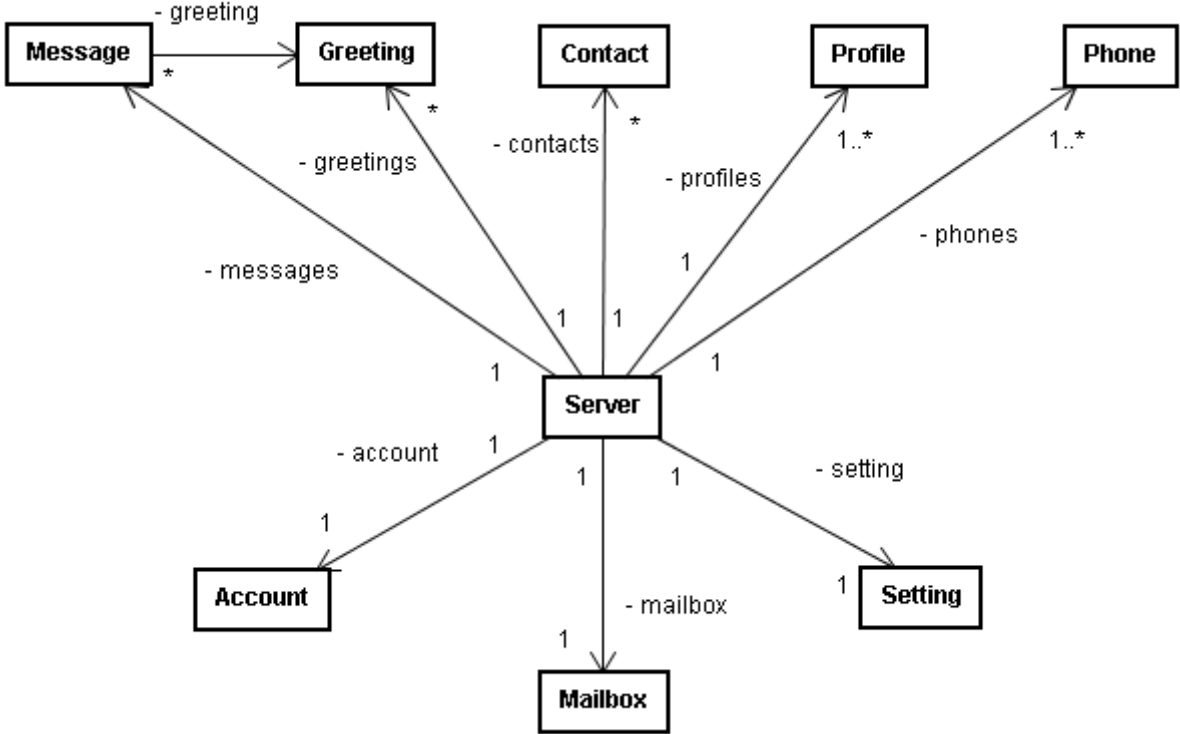 - greeting
Message
Greeting
Contact
Profile
Phone
*
*
*
1..*
1..*
- contacts
- greetings
- profiles
- phones
- messages
1
1
1
1
1
Server
1
- account
1
1
- setting
1
1
Account
Setting
- mailbox
1
Mailbox